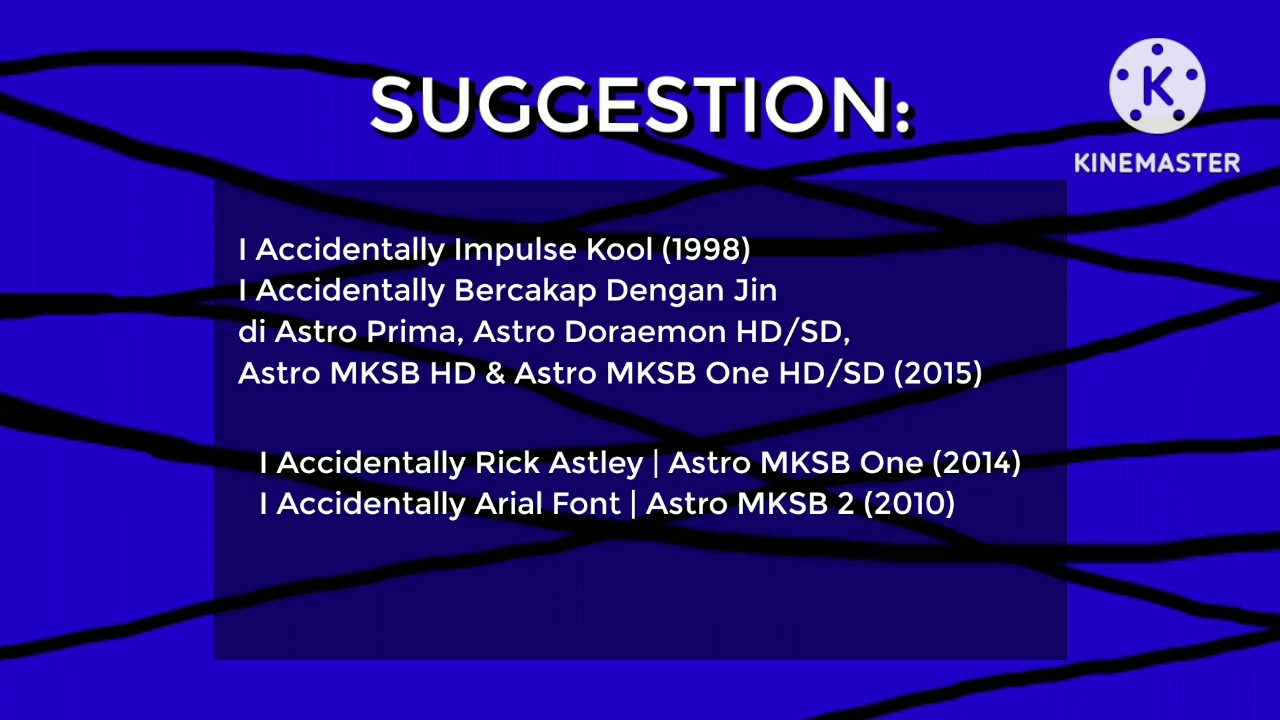 SUGGESTION:
K
KINEMASTER
I Accidentally Impulse Kool (1998)
I Accidentally Bercakap Dengan Jin
di Astro Prima, Astro Doraemon HD/SD,
Astro MKSB HD & Astro MKSB One HD/SD (2015)
I Accidentally Rick Astley | Astro MKSB One (2014)
I Accidentally Arial Font | Astro MKSB 2 (2010)